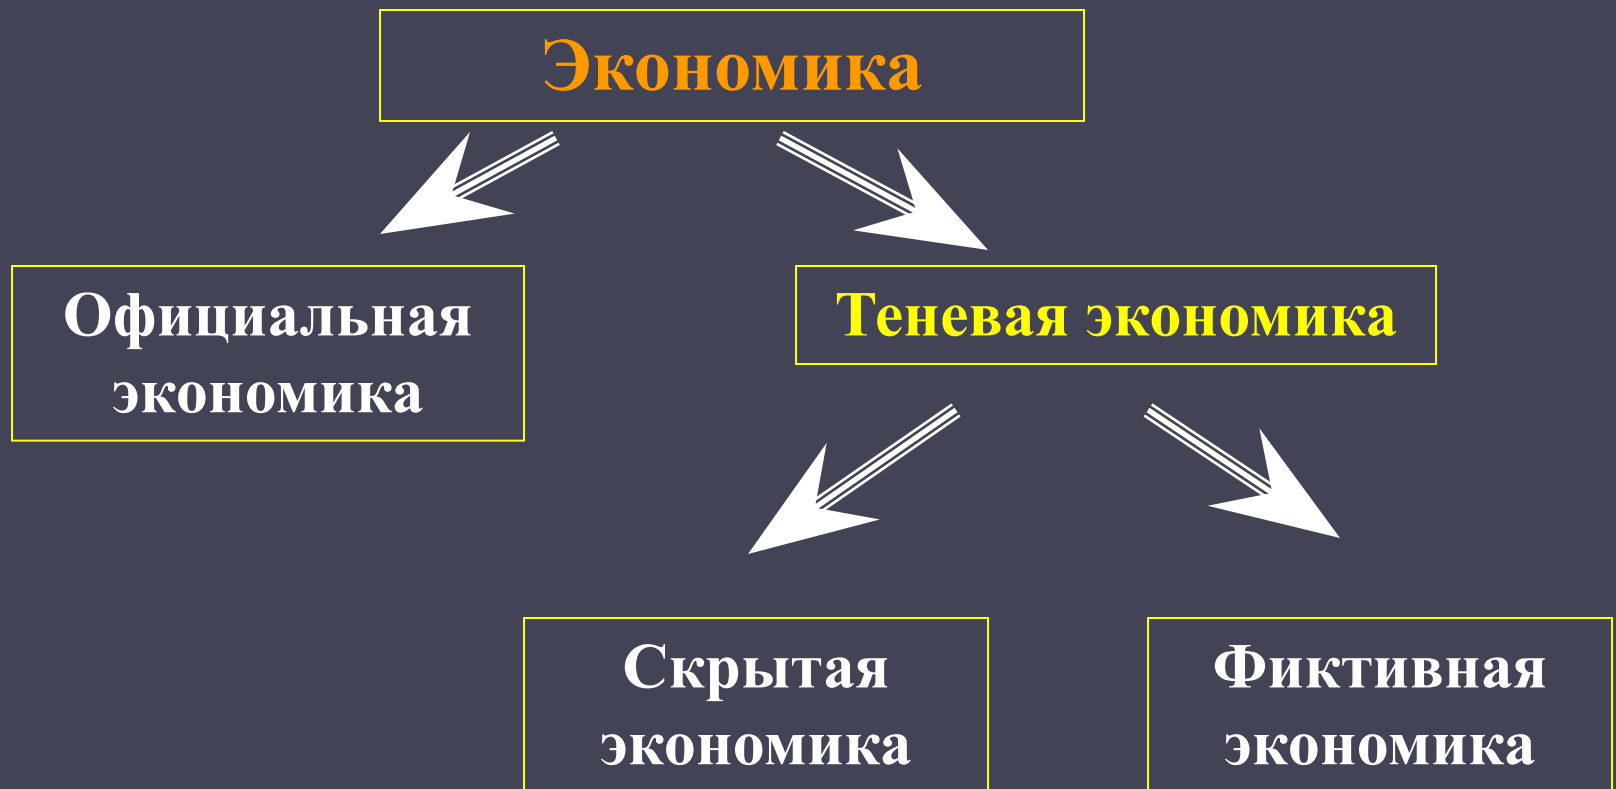 Экономика
Официальная
экономика
Теневая экономика
Скрытая
экономика
Фиктивная
экономика